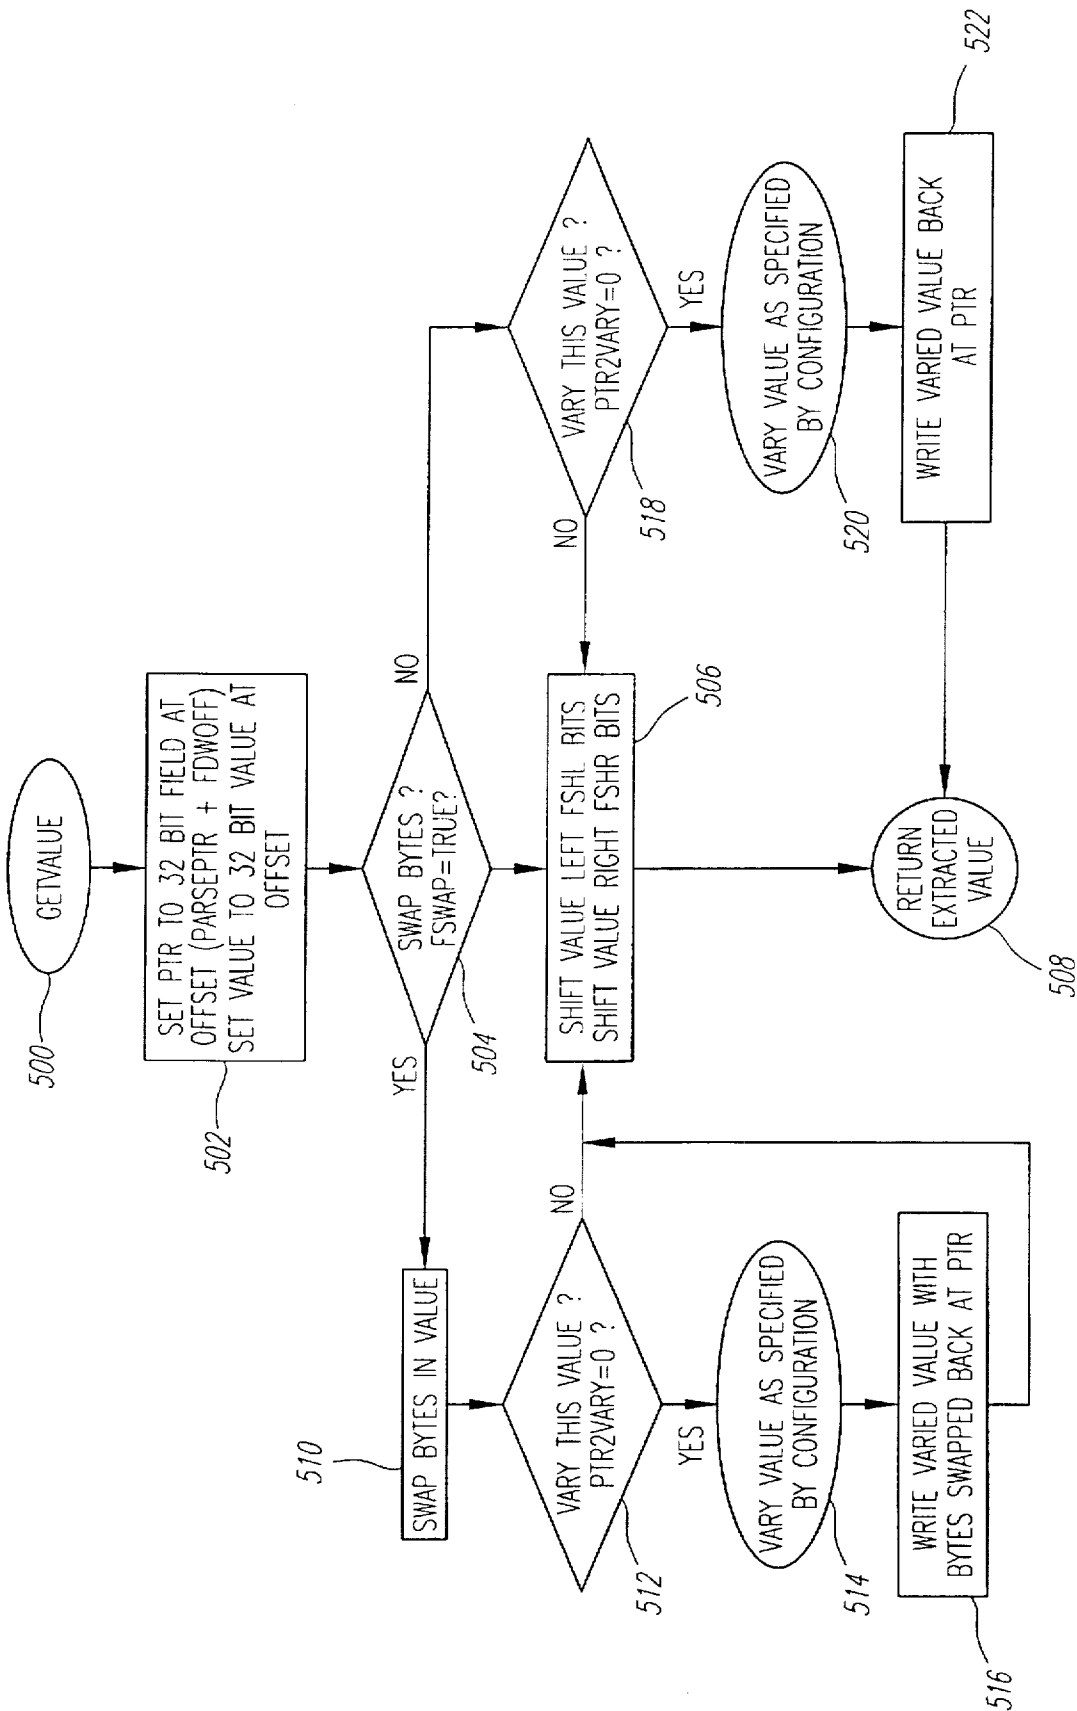 GETVALUE
500
SET PTR TO 32 BIT FIELD AT
OFFSET (PARSEPTR + FDWOFF)
SET VALUE TO 32 BIT VALUE AT
OFFSET
502
SWAP BYTES ?
FSWAP=TRUE?
504
YES
NO
SWAP BYTES IN VALUE
510
VARY THIS VALUE ?
PTR2VARY=0 ?
512
NO
YES
SHIFT VALUE LEFT FSHL BITS
SHIFT VALUE RIGHT FSHR BITS
506
VARY THIS VALUE ?
PTR2VARY=0 ?
518
NO
YES
VARY VALUE AS SPECIFIED
BY CONFIGURATION
514
VARY VALUE AS SPECIFIED
BY CONFIGURATION
520
WRITE VARIED VALUE WITH
BYTES SWAPPED BACK AT PTR
516
RETURN
EXTRACTED
VALUE
508
WRITE VARIED VALUE BACK
AT PTR
522